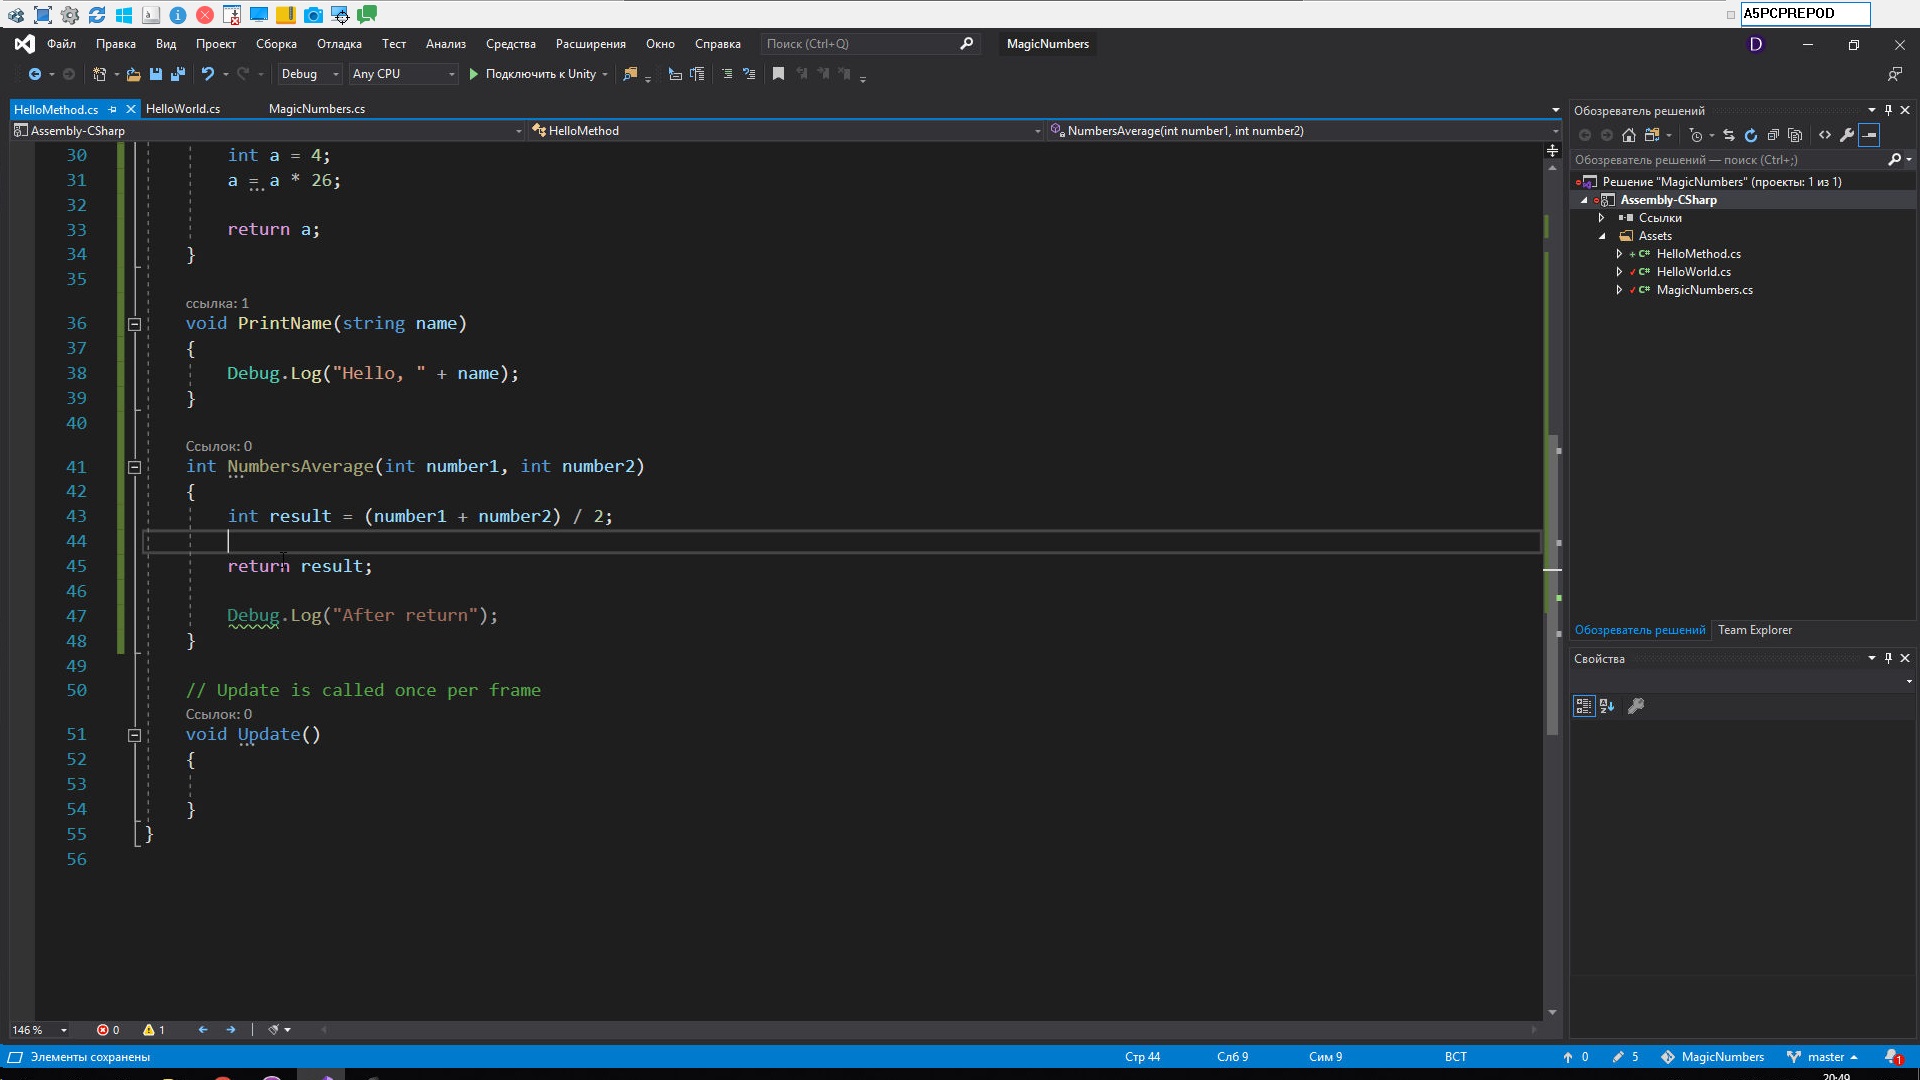 A5PCPREPOD
Файл Правка Вид Проект Сборка Отладка Тест Анализ Средства Расширения Окно Справка Поиск (Ctrl+Q) MagicNumbers D
Debug Any CPU Подключить к Unity
HelloMethod.cs HelloWorld.cs MagicNumbers.cs
Assembly-CSharp HelloMethod NumbersAverage(int number1, int number2)
30 int a = 4;
31 a = a * 26;
32
33 return a;
34 }
35
ссылка: 1
36 void PrintName(string name)
37 {
38 Debug.Log("Hello, " + name);
39 }
40
Ссылок: 0
41 int NumbersAverage(int number1, int number2)
42 {
43 int result = (number1 + number2) / 2;
44
45 return result;
46
47 Debug.Log("After return");
48 }
49
50 // Update is called once per frame
Ссылок: 0
51 void Update()
52 {
53
54 }
55 }
56
146 % 0 1
Обозреватель решений
Обозреватель решений — поиск (Ctrl+;)
Решение "MagicNumbers" (проекты: 1 из 1)
Assembly-CSharp
Ссылки
Assets
C# HelloMethod.cs
C# HelloWorld.cs
C# MagicNumbers.cs
Обозреватель решений Team Explorer
Свойства
Элементы сохранены Стр 44 Слб 9 Сим 9 ВСТ 0 5 MagicNumbers master 1
20:49